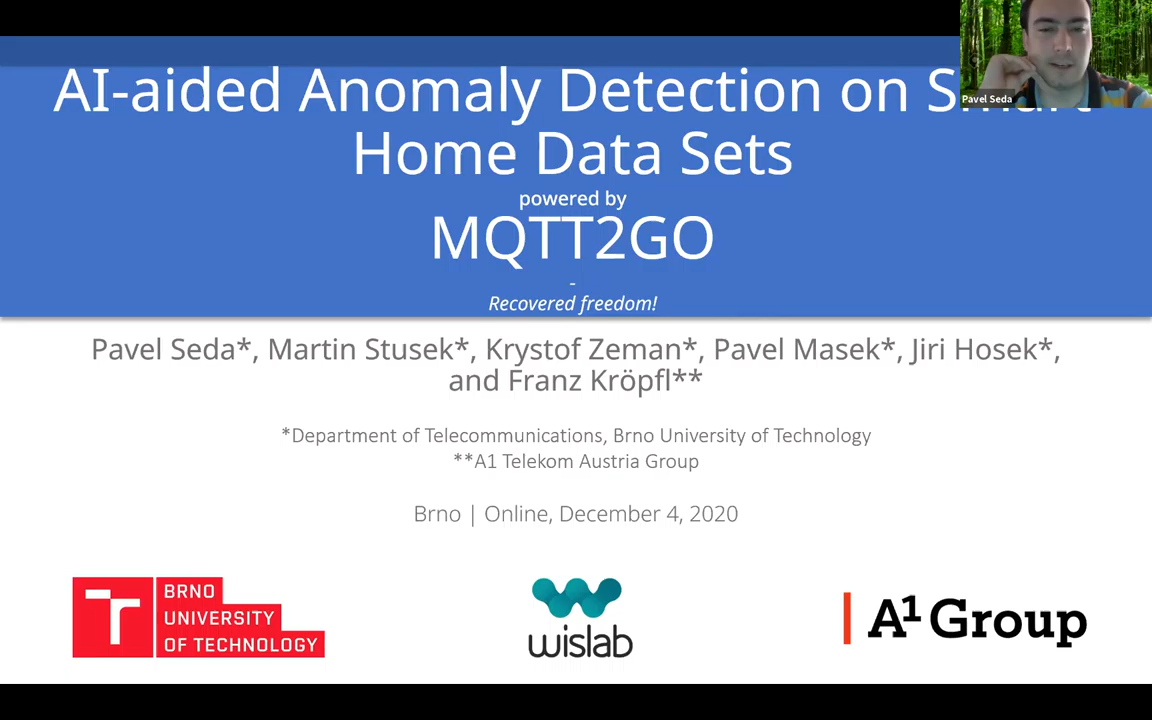 AI-aided Anomaly Detection on Smart
Home Data Sets
powered by
MQTT2GO
-
Recovered freedom!
Pavel Seda
Pavel Seda*, Martin Stusek*, Krystof Zeman*, Pavel Masek*, Jiri Hosek*,
and Franz Kröpfl**
*Department of Telecommunications, Brno University of Technology
**A1 Telekom Austria Group
Brno | Online, December 4, 2020
BRNO
UNIVERSITY
OF TECHNOLOGY
wislab
A1 Group